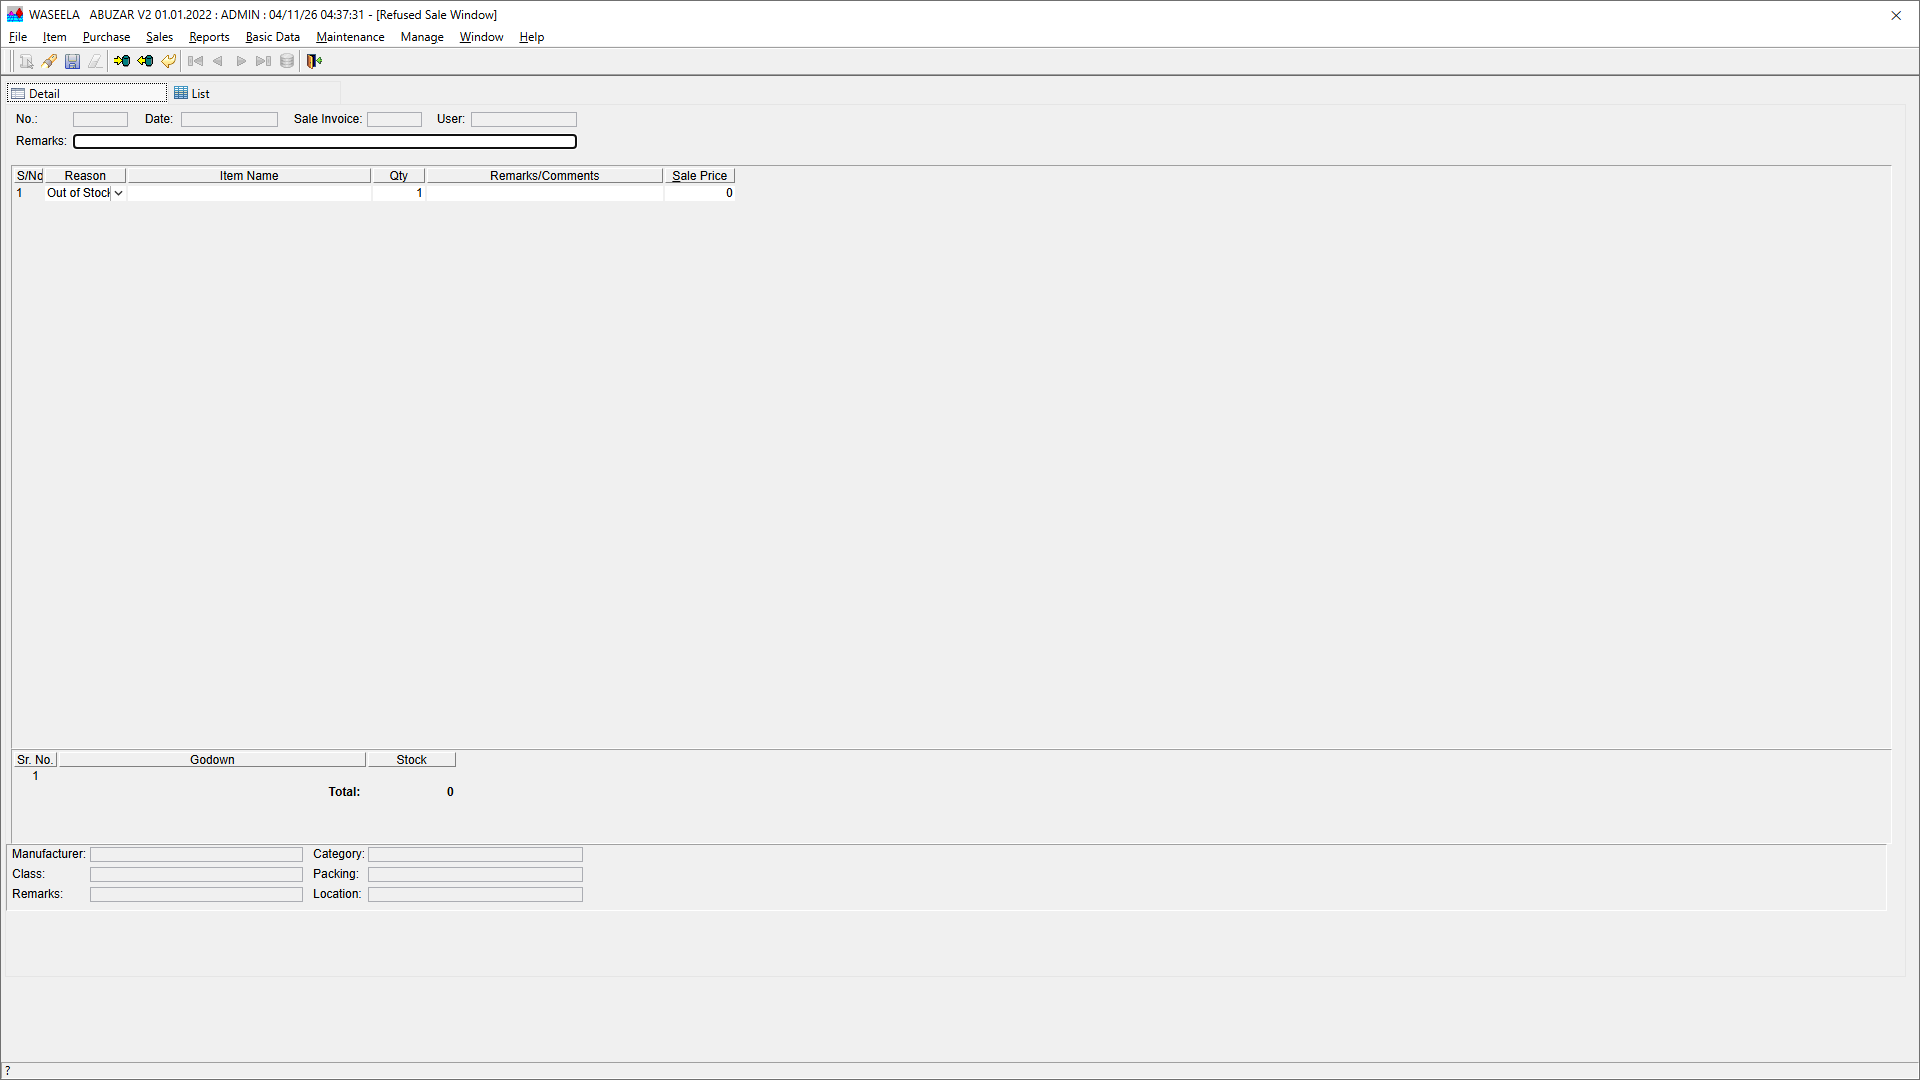 WASEELA ABUZAR V2 01.01.2022 : ADMIN : 04/11/26 04:37:31 - [Refused Sale Window]
File Item Purchase Sales Reports Basic Data Maintenance Manage Window Help
Detail List
No.: Date: Sale Invoice: User:
Remarks:
S/No Reason Item Name Qty Remarks/Comments Sale Price
1 Out of Stock 1 0
Sr. No. Godown Stock
1
Total: 0
Manufacturer: Category:
Class: Packing:
Remarks: Location:
?